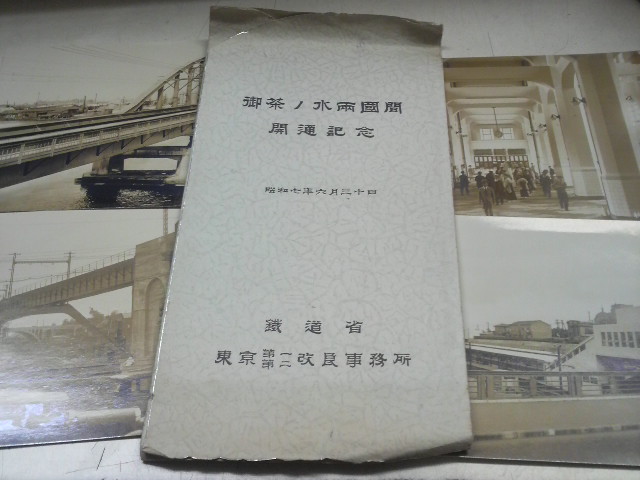 御茶ノ水兩國間
開通記念
昭和七年六月三十日
鐵道省
東京第一第二改良事務所